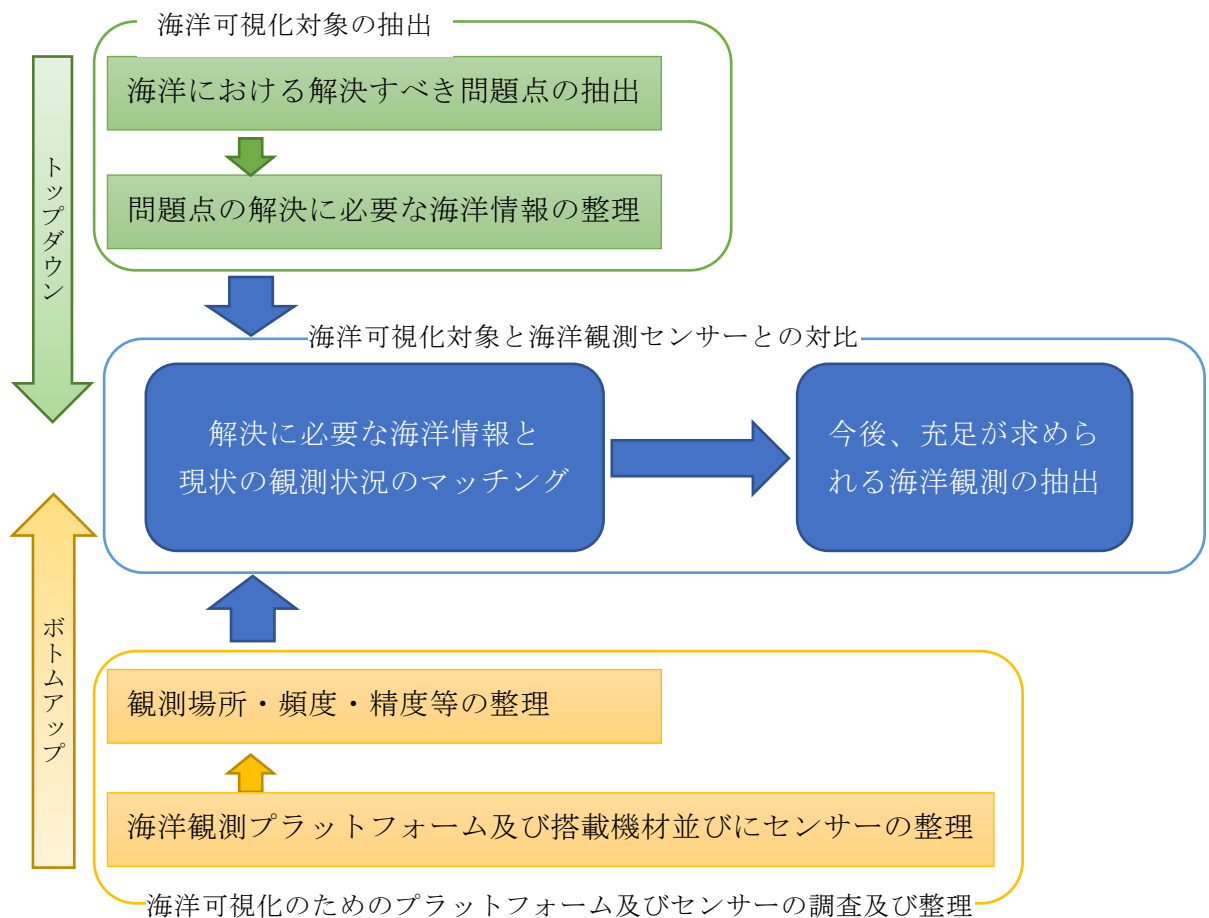 海洋可視化対象の抽出
海洋における解決すべき問題点の抽出
問題点の解決に必要な海洋情報の整理
トップダウン
海洋可視化対象と海洋観測センサーとの対比
解決に必要な海洋情報と
現状の観測状況のマッチング
今後、充足が求めら
れる海洋観測の抽出
ボトムアップ
観測場所・頻度・精度等の整理
海洋観測プラットフォーム及び搭載機材並びにセンサーの整理
海洋可視化のためのプラットフォーム及びセンサーの調査及び整理